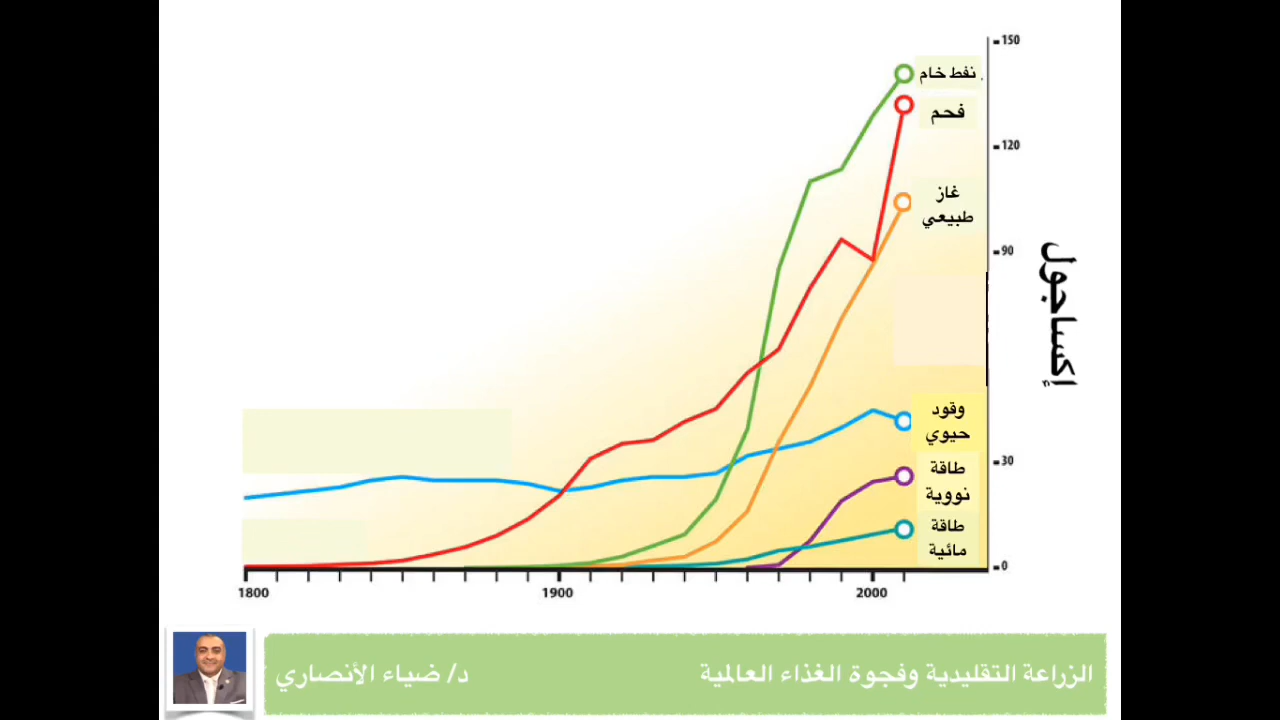 150
نفط خام
فحم
120
غاز
طبيعي
90
إكساجول
وقود
حيوي
30
طاقة
نووية
طاقة
مائية
0
1800
1900
2000
الزراعة التقليدية وفجوة الغذاء العالمية
د/ ضياء الأنصاري